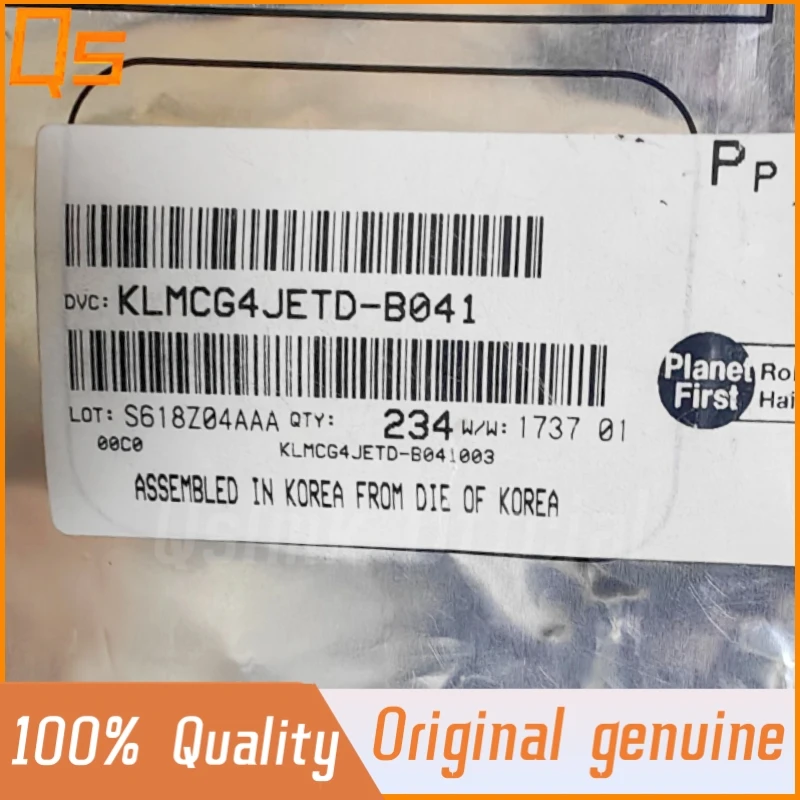 QS
P P
DVC: KLMCG4JETD-B041
Planet First
LOT: S618Z04AAA QTY: 234 W/W: 1737 01
00C0 KLMCG4JETD-B041003
ASSEMBLED IN KOREA FROM DIE OF KOREA
100% Quality Original genuine